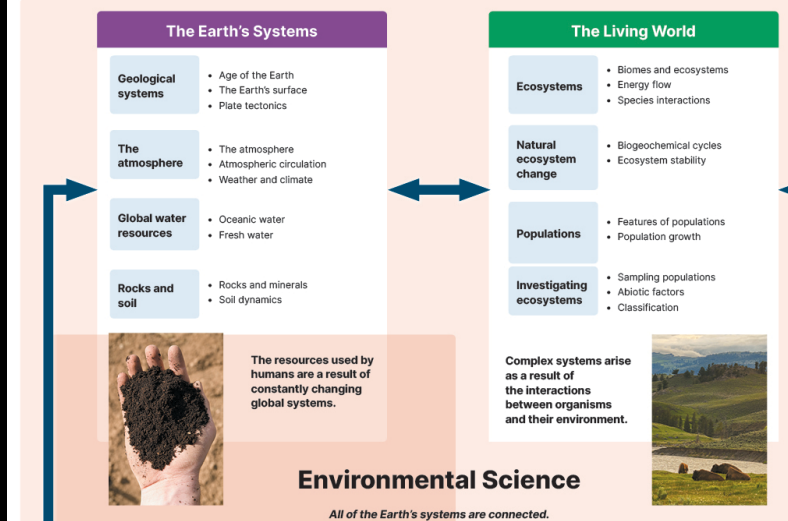 The Earth's Systems
Geological
systems
• Age of the Earth
• The Earth's surface
• Plate tectonics
The
atmosphere
• The atmosphere
• Atmospheric circulation
• Weather and climate
Global water
resources
• Oceanic water
• Fresh water
Rocks and
soil
• Rocks and minerals
• Soil dynamics
The resources used by
humans are a result of
constantly changing
global systems.
The Living World
Ecosystems
• Biomes and ecosystems
• Energy flow
• Species interactions
Natural
ecosystem
change
• Biogeochemical cycles
• Ecosystem stability
Populations
• Features of populations
• Population growth
Investigating
ecosystems
• Sampling populations
• Abiotic factors
• Classification
Complex systems arise
as a result of
the interactions
between organisms
and their environment.
Environmental Science
All of the Earth's systems are connected.